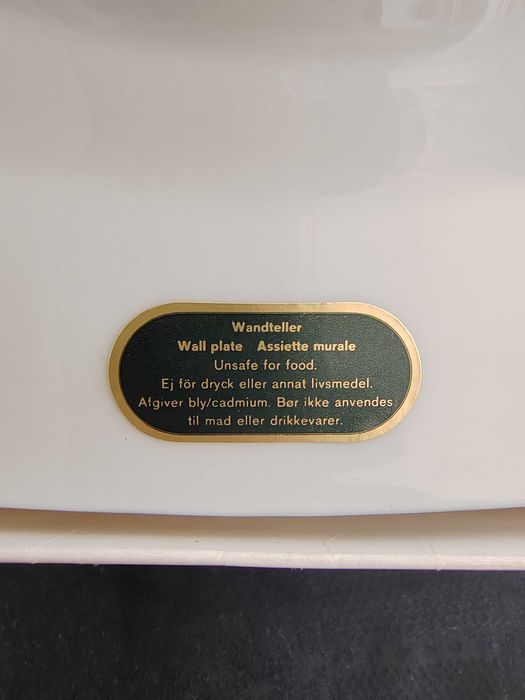 Wandteller
Wall plate Assiette murale
Unsafe for food.
Ej för dryck eller annat livsmedel.
Afgiver bly/cadmium. Bør ikke anvendes
til mad eller drikkevarer.